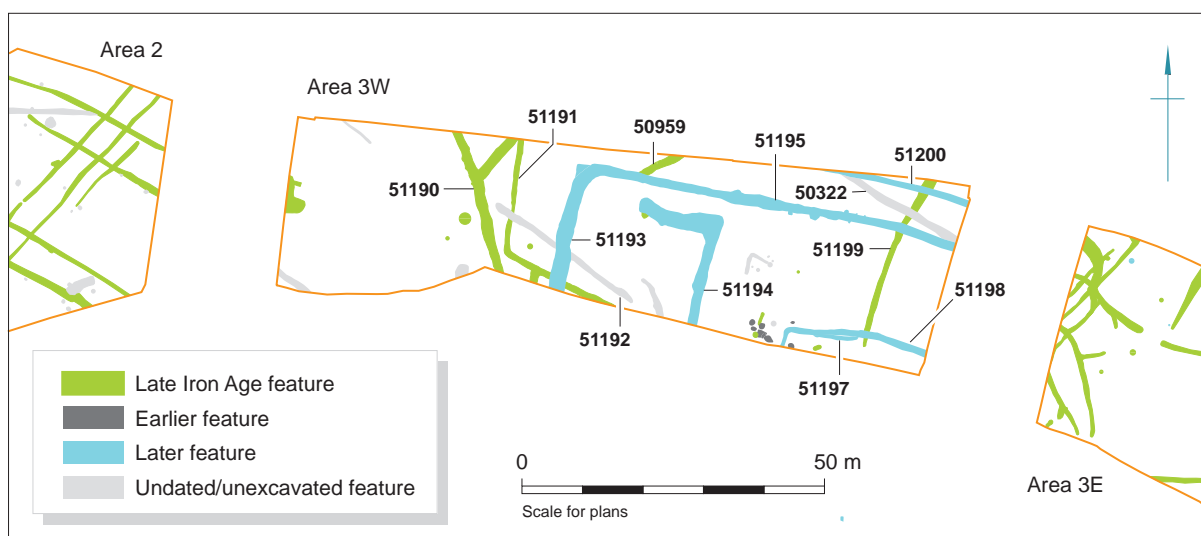 Area 2
Area 3W
51191
50959
51195
51200
51190
50322
51193
51199
51194
51198
51192
51197
Late Iron Age feature
Earlier feature
Later feature
Undated/unexcavated feature
0 50 m
Scale for plans
Area 3E